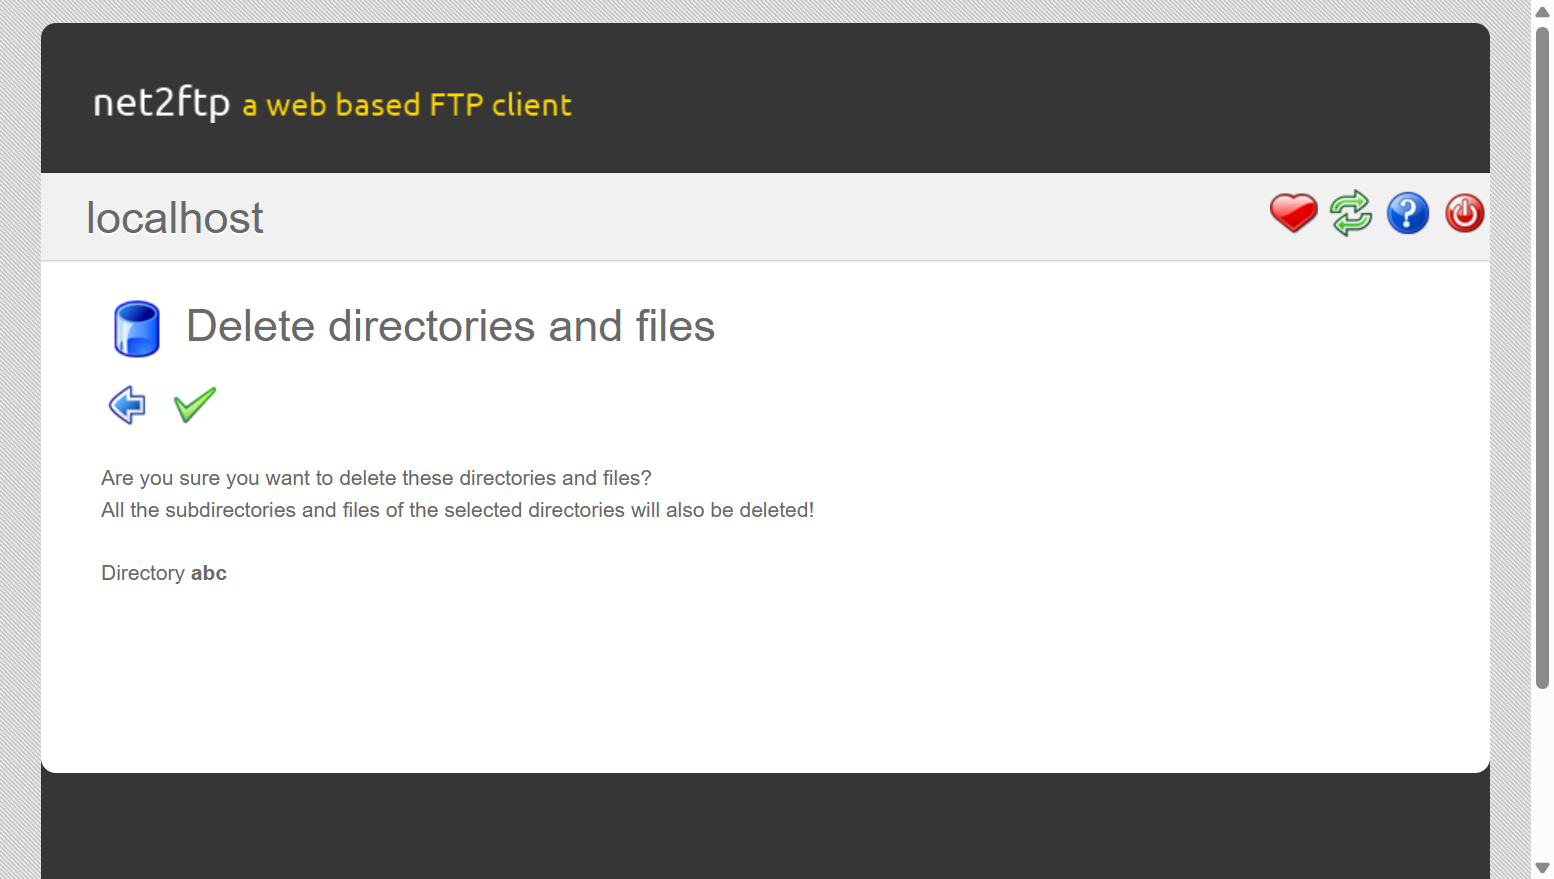 net2ftp a web based FTP client
localhost
Delete directories and files
Are you sure you want to delete these directories and files?
All the subdirectories and files of the selected directories will also be deleted!
Directory abc